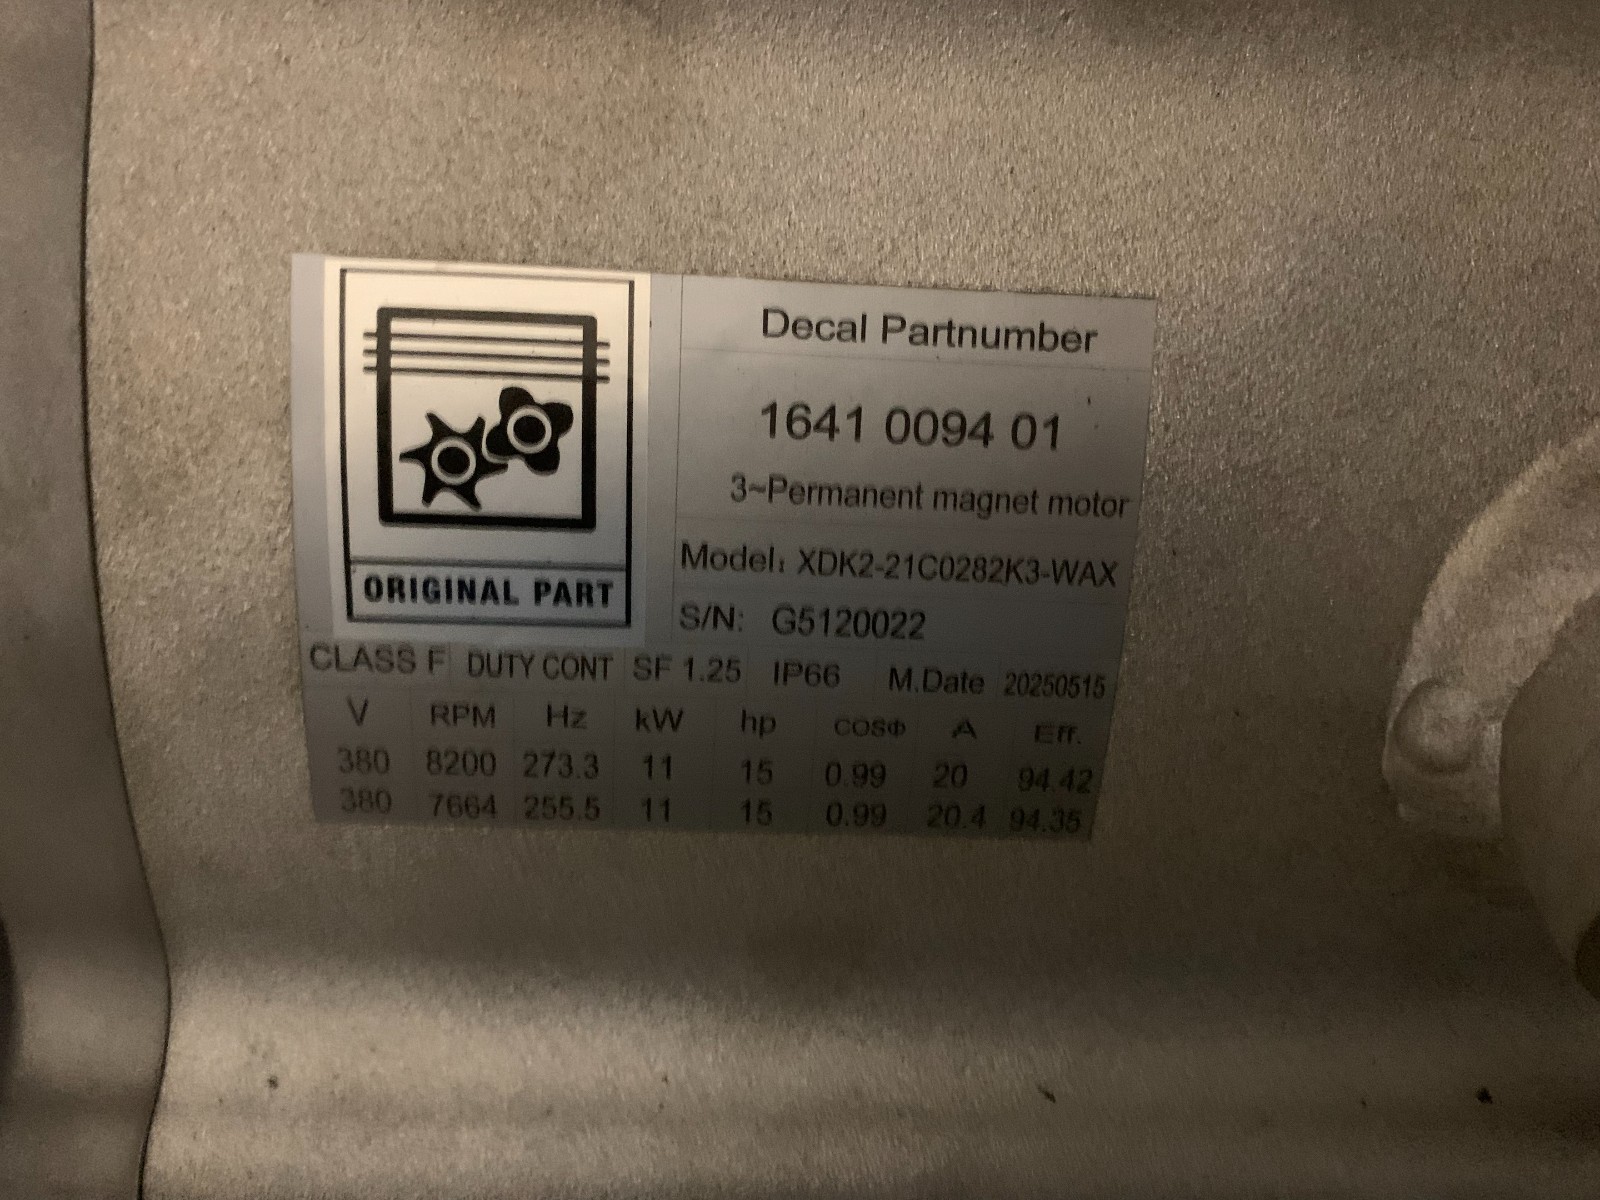 Decal Partnumber
1641 0094 01
3~Permanent magnet motor
Model: XDK2-21C0282K3-WAX
S/N: G5120022
ORIGINAL PART
CLASS F DUTY CONT SF 1.25 IP66 M.Date 20250515
V RPM Hz kW hp cosΦ A Eff.
380 8200 273.3 11 15 0.99 20 94.42
380 7664 255.5 11 15 0.99 20.4 94.35